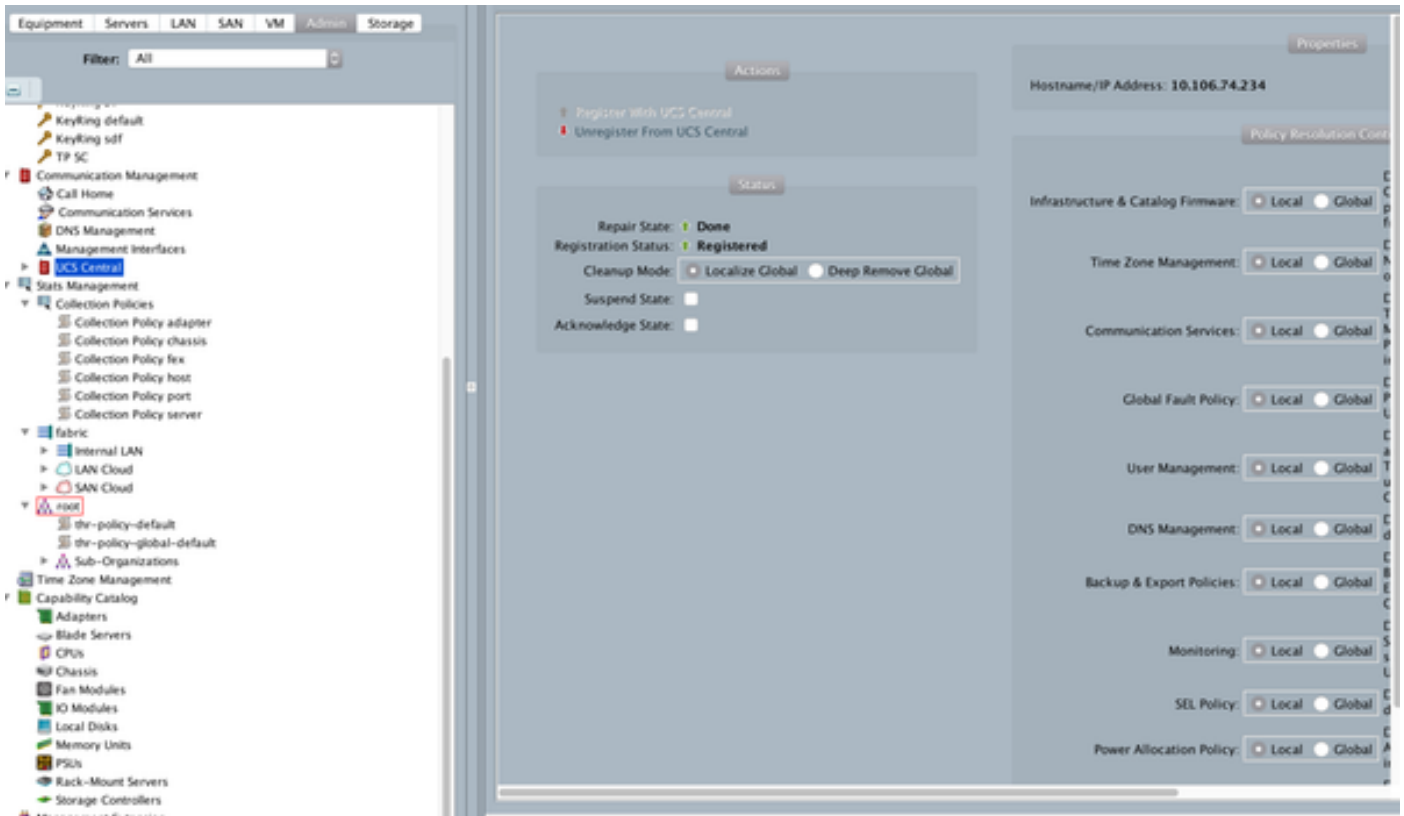 Equipment Servers LAN SAN VM Admin Storage
Filter: All
KeyRing default
KeyRing sdf
TP SC
Communication Management
Call Home
Communication Services
DNS Management
Management Interfaces
UCS Central
Stats Management
Collection Policies
Collection Policy adapter
Collection Policy chassis
Collection Policy fex
Collection Policy host
Collection Policy port
Collection Policy server
fabric
Internal LAN
LAN Cloud
SAN Cloud
root
thr-policy-default
thr-policy-global-default
Sub-Organizations
Time Zone Management
Capability Catalog
Adapters
Blade Servers
CPUs
Chassis
Fan Modules
IO Modules
Local Disks
Memory Units
PSUs
Rack-Mount Servers
Storage Controllers
Actions
Register With UCS Central
Unregister From UCS Central
Status
Repair State: Done
Registration Status: Registered
Cleanup Mode: Localize Global Deep Remove Global
Suspend State:
Acknowledge State:
Properties
Hostname/IP Address: 10.106.74.234
Policy Resolution Cont
Infrastructure & Catalog Firmware: Local Global
Time Zone Management: Local Global
Communication Services: Local Global
Global Fault Policy: Local Global
User Management: Local Global
DNS Management: Local Global
Backup & Export Policies: Local Global
Monitoring: Local Global
SEL Policy: Local Global
Power Allocation Policy: Local Global